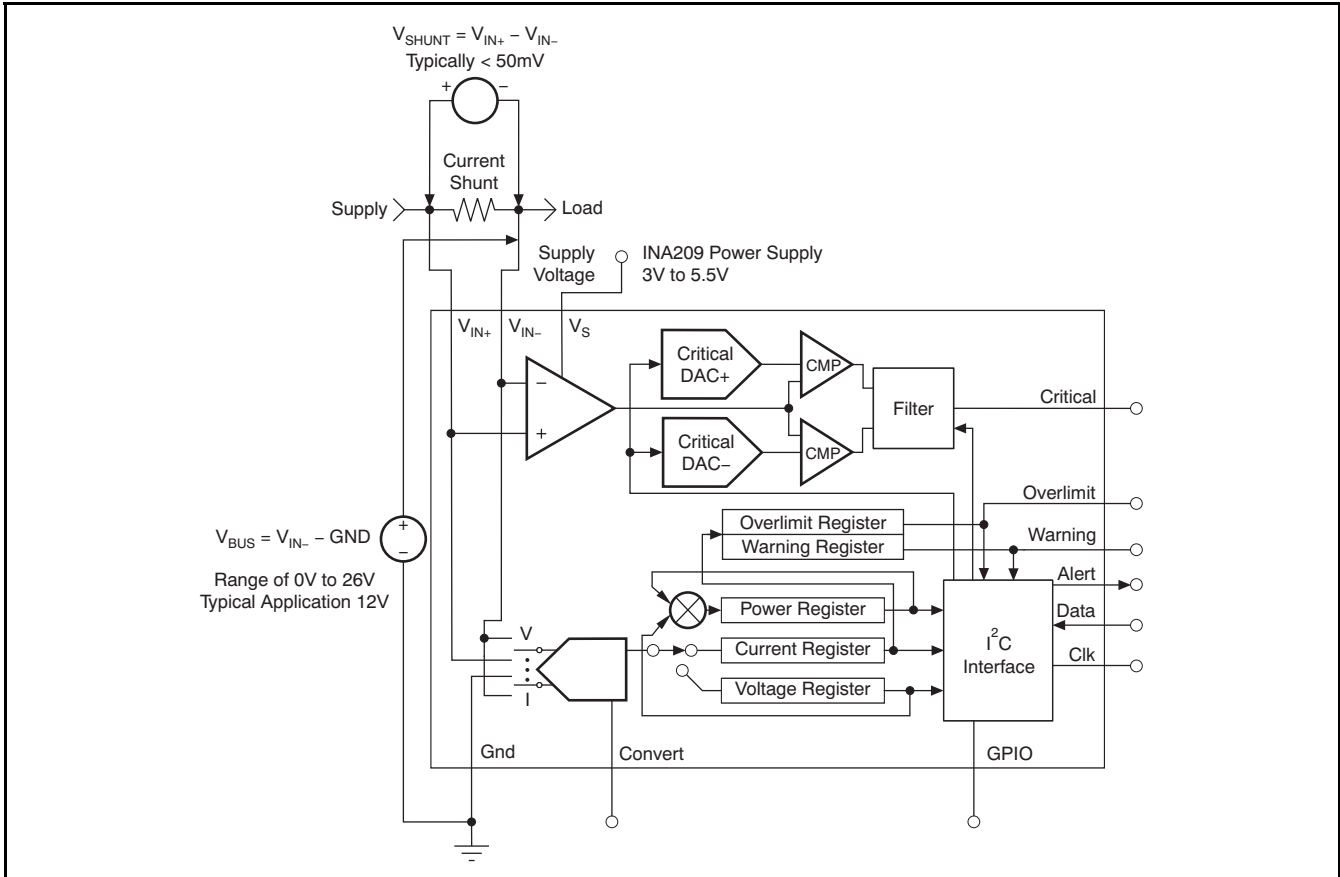 V_SHUNT = V_IN+ − V_IN−
Typically < 50mV
+
−
Current
Shunt
Supply
Load
Supply
Voltage
INA209 Power Supply
3V to 5.5V
V_IN+
V_IN−
V_S
−
+
Critical
DAC+
CMP
Critical
DAC−
CMP
Filter
Critical
Overlimit
Overlimit Register
Warning
Warning Register
V_BUS = V_IN− − GND
+
−
Range of 0V to 26V
Typical Application 12V
Alert
Power Register
Data
V
Current Register
I²C
Interface
Clk
Voltage Register
I
Gnd
Convert
GPIO